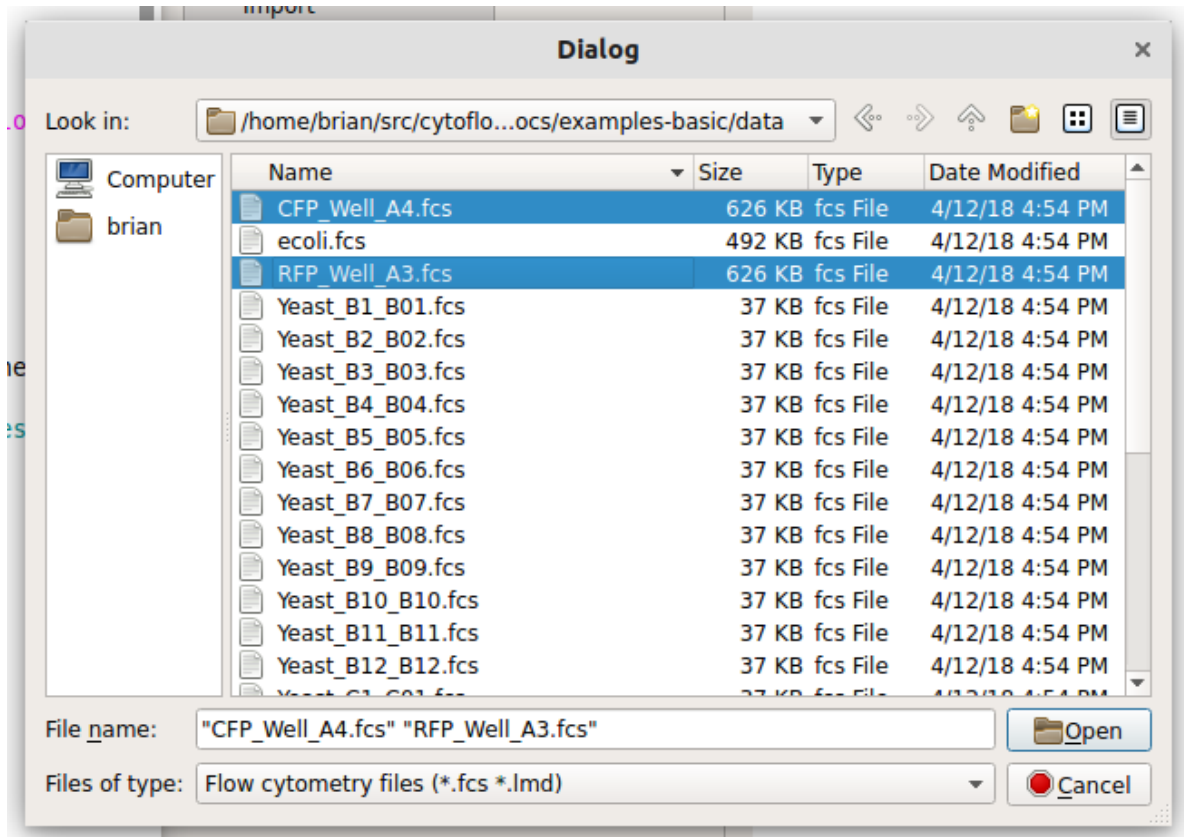 Import
Dialog
Look in: /home/brian/src/cytoflo...ocs/examples-basic/data
Computer
brian
Name Size Type Date Modified
CFP_Well_A4.fcs 626 KB fcs File 4/12/18 4:54 PM
ecoli.fcs 492 KB fcs File 4/12/18 4:54 PM
RFP_Well_A3.fcs 626 KB fcs File 4/12/18 4:54 PM
Yeast_B1_B01.fcs 37 KB fcs File 4/12/18 4:54 PM
Yeast_B2_B02.fcs 37 KB fcs File 4/12/18 4:54 PM
Yeast_B3_B03.fcs 37 KB fcs File 4/12/18 4:54 PM
Yeast_B4_B04.fcs 37 KB fcs File 4/12/18 4:54 PM
Yeast_B5_B05.fcs 37 KB fcs File 4/12/18 4:54 PM
Yeast_B6_B06.fcs 37 KB fcs File 4/12/18 4:54 PM
Yeast_B7_B07.fcs 37 KB fcs File 4/12/18 4:54 PM
Yeast_B8_B08.fcs 37 KB fcs File 4/12/18 4:54 PM
Yeast_B9_B09.fcs 37 KB fcs File 4/12/18 4:54 PM
Yeast_B10_B10.fcs 37 KB fcs File 4/12/18 4:54 PM
Yeast_B11_B11.fcs 37 KB fcs File 4/12/18 4:54 PM
Yeast_B12_B12.fcs 37 KB fcs File 4/12/18 4:54 PM
File name: "CFP_Well_A4.fcs" "RFP_Well_A3.fcs" Open
Files of type: Flow cytometry files (*.fcs *.lmd) Cancel